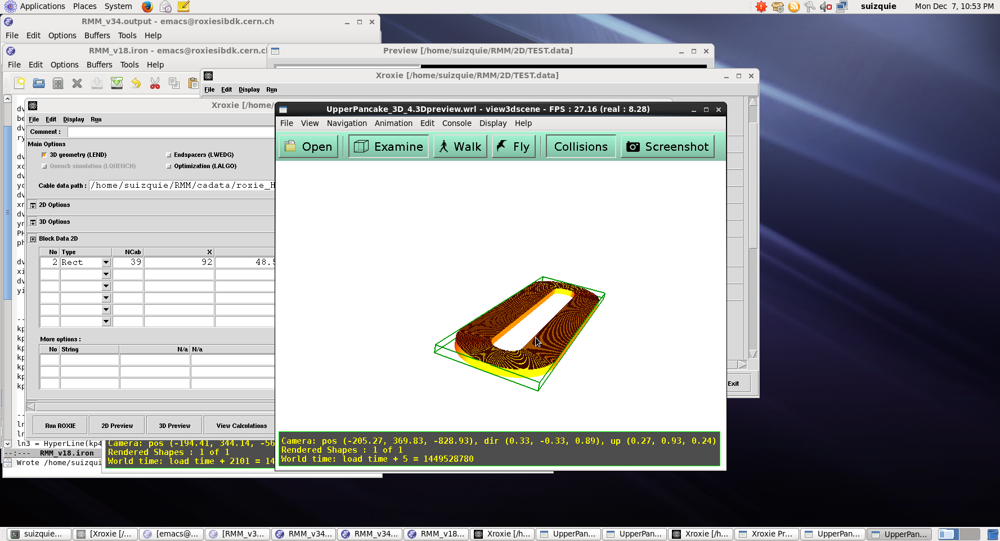 Applications Places System
suizquie Mon Dec 7, 10:53 PM
RMM_v34.output - emacs@roxiesibdk.cern.ch
File Edit Options Buffers Tools Help
RMM_v18.iron - emacs@roxiesibdk.cern.c
File Edit Options Buffers Tools Help
Preview [/home/suizquie/RMM/2D/TEST.data]
Xroxie [/home/suizquie/RMM/2D/TEST.data]
File Edit Display Run
Xroxie [/home/
File Edit Display Run
Comment :
Main Options
3D geometry (LEND)
Endspacers (LWEDG)
Quench simulation (LQUENCH)
Optimization (LALGO)
Cable data path : /home/suizquie/RMM/cadata/roxie_H
2D Options
3D Options
Block Data 2D
No Type NCab X
2 Rect 39 92 48.5
More options :
No String N/a N/a
Run ROXIE 2D Preview 3D Preview View Calculations
Exit
dv
be
dv
ry
dv
xc
dv
yc
dv
xr
dv
yr
PH
ph
dv
xi
dv
yi
--
kp
kp
kp
kp
kp
kp
kp
--
ln
ln
ln3 = HyperLine(kp4
--:--- RMM_v18.iron
Wrote /home/suizqui
Camera: pos (-194.41, 344.14, -56
Rendered Shapes : 1 of 1
World time: load time + 2101 = 14
UpperPancake_3D_4.3Dpreview.wrl - view3dscene - FPS : 27.16 (real : 8.28)
File View Navigation Animation Edit Console Display Help
Open Examine Walk Fly Collisions Screenshot
Camera: pos (-205.27, 369.83, -828.93), dir (0.33, -0.33, 0.89), up (0.27, 0.93, 0.24)
Rendered Shapes : 1 of 1
World time: load time + 5 = 1449528780
suizquie... [Xroxie [/... [emacs@... [RMM_v3... RMM_v34... RMM_v34... RMM_v18... Xroxie [/h... UpperPan... UpperPan... Xroxie [/h... Xroxie Pr... UpperPan... UpperPan...